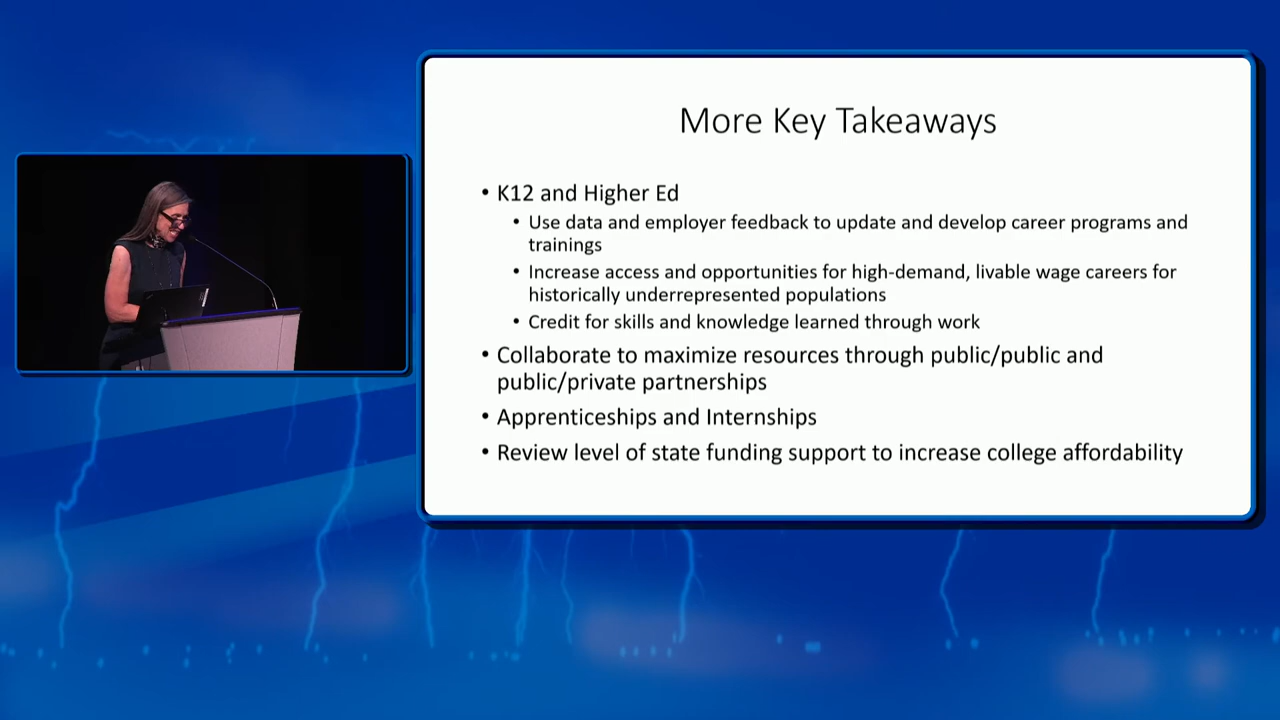 More Key Takeaways
• K12 and Higher Ed
• Use data and employer feedback to update and develop career programs and
trainings
• Increase access and opportunities for high-demand, livable wage careers for
historically underrepresented populations
• Credit for skills and knowledge learned through work
• Collaborate to maximize resources through public/public and
public/private partnerships
• Apprenticeships and Internships
• Review level of state funding support to increase college affordability